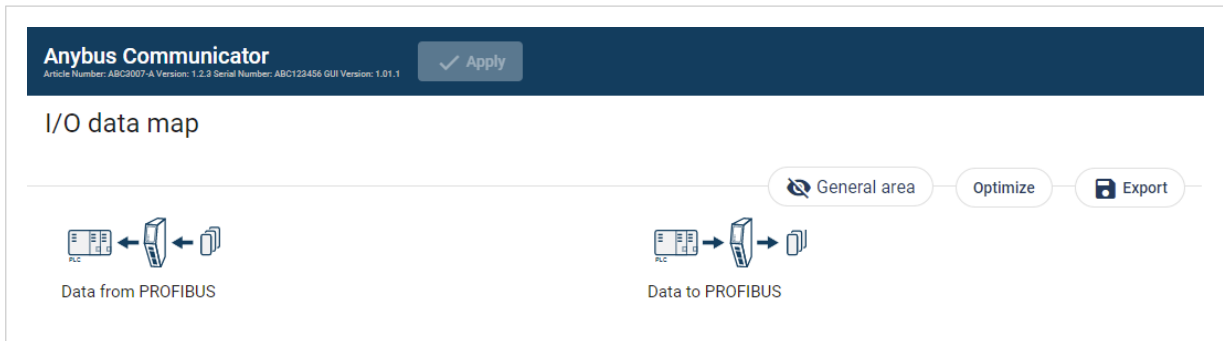 Anybus Communicator
Article Number: ABC3007-A Version: 1.2.3 Serial Number: ABC123456 GUI Version: 1.01.1
Apply
I/O data map
General area
Optimize
Export
PLC
PLC
Data from PROFIBUS
Data to PROFIBUS